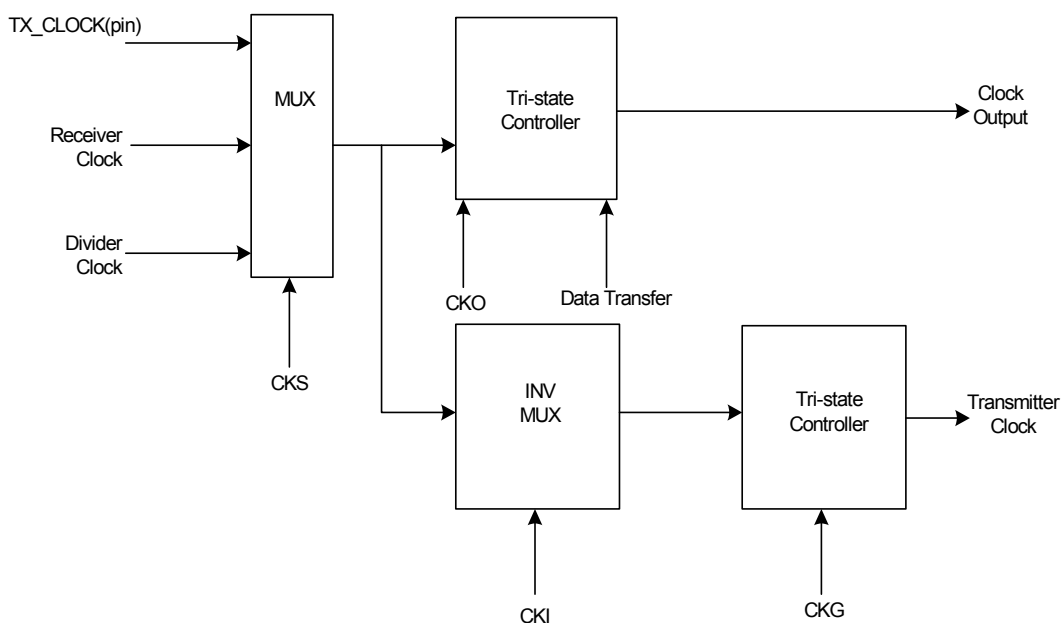 TX_CLOCK(pin)
MUX
Tri-state
Controller
Clock
Output
Receiver
Clock
Divider
Clock
CKO
Data Transfer
CKS
INV
MUX
Tri-state
Controller
Transmitter
Clock
CKI
CKG